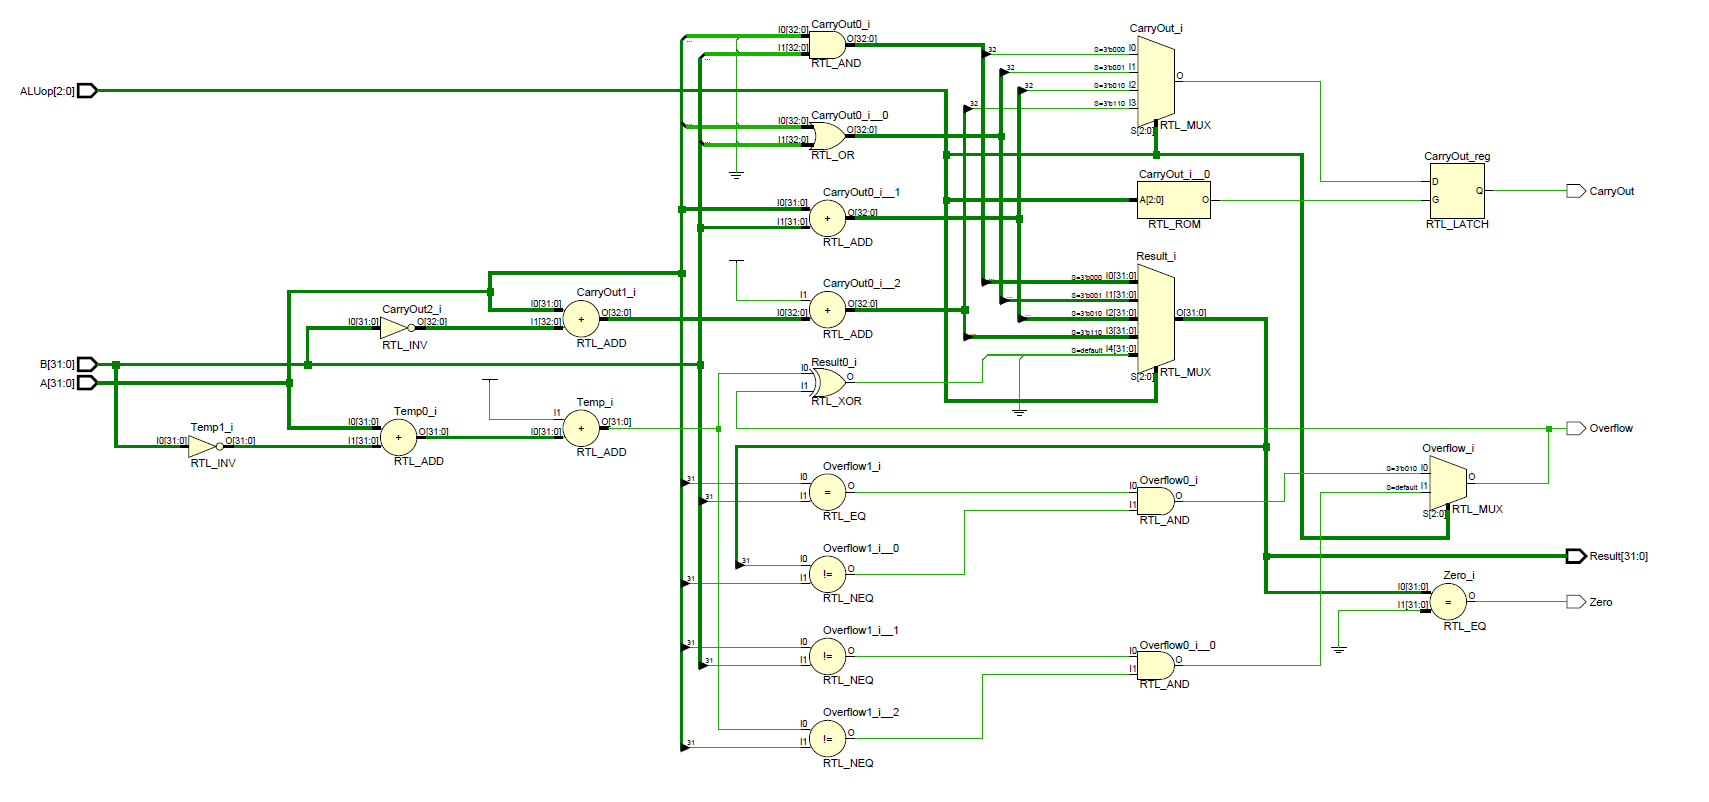 ALUop[2:0]
B[31:0]
A[31:0]
Temp1_i
I0[31:0] O[31:0]
RTL_INV
CarryOut2_i
I0[31:0] O[32:0]
RTL_INV
Temp0_i
I0[31:0]
I1[31:0]
O[31:0]
+
RTL_ADD
CarryOut1_i
I0[31:0]
I1[32:0]
O[32:0]
+
RTL_ADD
Temp_i
I1
I0[31:0]
O[31:0]
+
RTL_ADD
CarryOut0_i
I0[32:0]
I1[32:0]
O[32:0]
RTL_AND
CarryOut0_i__0
I0[32:0]
I1[32:0]
O[32:0]
RTL_OR
CarryOut0_i__1
I0[31:0]
I1[31:0]
O[32:0]
+
RTL_ADD
CarryOut0_i__2
I1
I0[32:0]
O[32:0]
+
RTL_ADD
Result0_i
I0
I1
O
RTL_XOR
Overflow1_i
31
I0
31
I1
O
=
RTL_EQ
Overflow1_i__0
31
I0
31
I1
O
!=
RTL_NEQ
Overflow1_i__1
31
I0
31
I1
O
!=
RTL_NEQ
Overflow1_i__2
I0
31
I1
O
!=
RTL_NEQ
CarryOut_i
32
S=3'b000 I0
32
S=3'b001 I1
32
S=3'b010 I2
32
S=3'b110 I3
O
S[2:0]
RTL_MUX
CarryOut_i__0
A[2:0] O
RTL_ROM
Result_i
S=3'b000 I0[31:0]
S=3'b001 I1[31:0]
S=3'b010 I2[31:0]
S=3'b110 I3[31:0]
S=default I4[31:0]
O[31:0]
S[2:0]
RTL_MUX
Overflow0_i
I0
I1
O
RTL_AND
Overflow0_i__0
I0
I1
O
RTL_AND
CarryOut_reg
D
G
Q
RTL_LATCH
CarryOut
Overflow
Overflow_i
S=3'b010 I0
S=default I1
O
S[2:0]
RTL_MUX
Result[31:0]
Zero_i
I0[31:0]
I1[31:0]
O
=
RTL_EQ
Zero